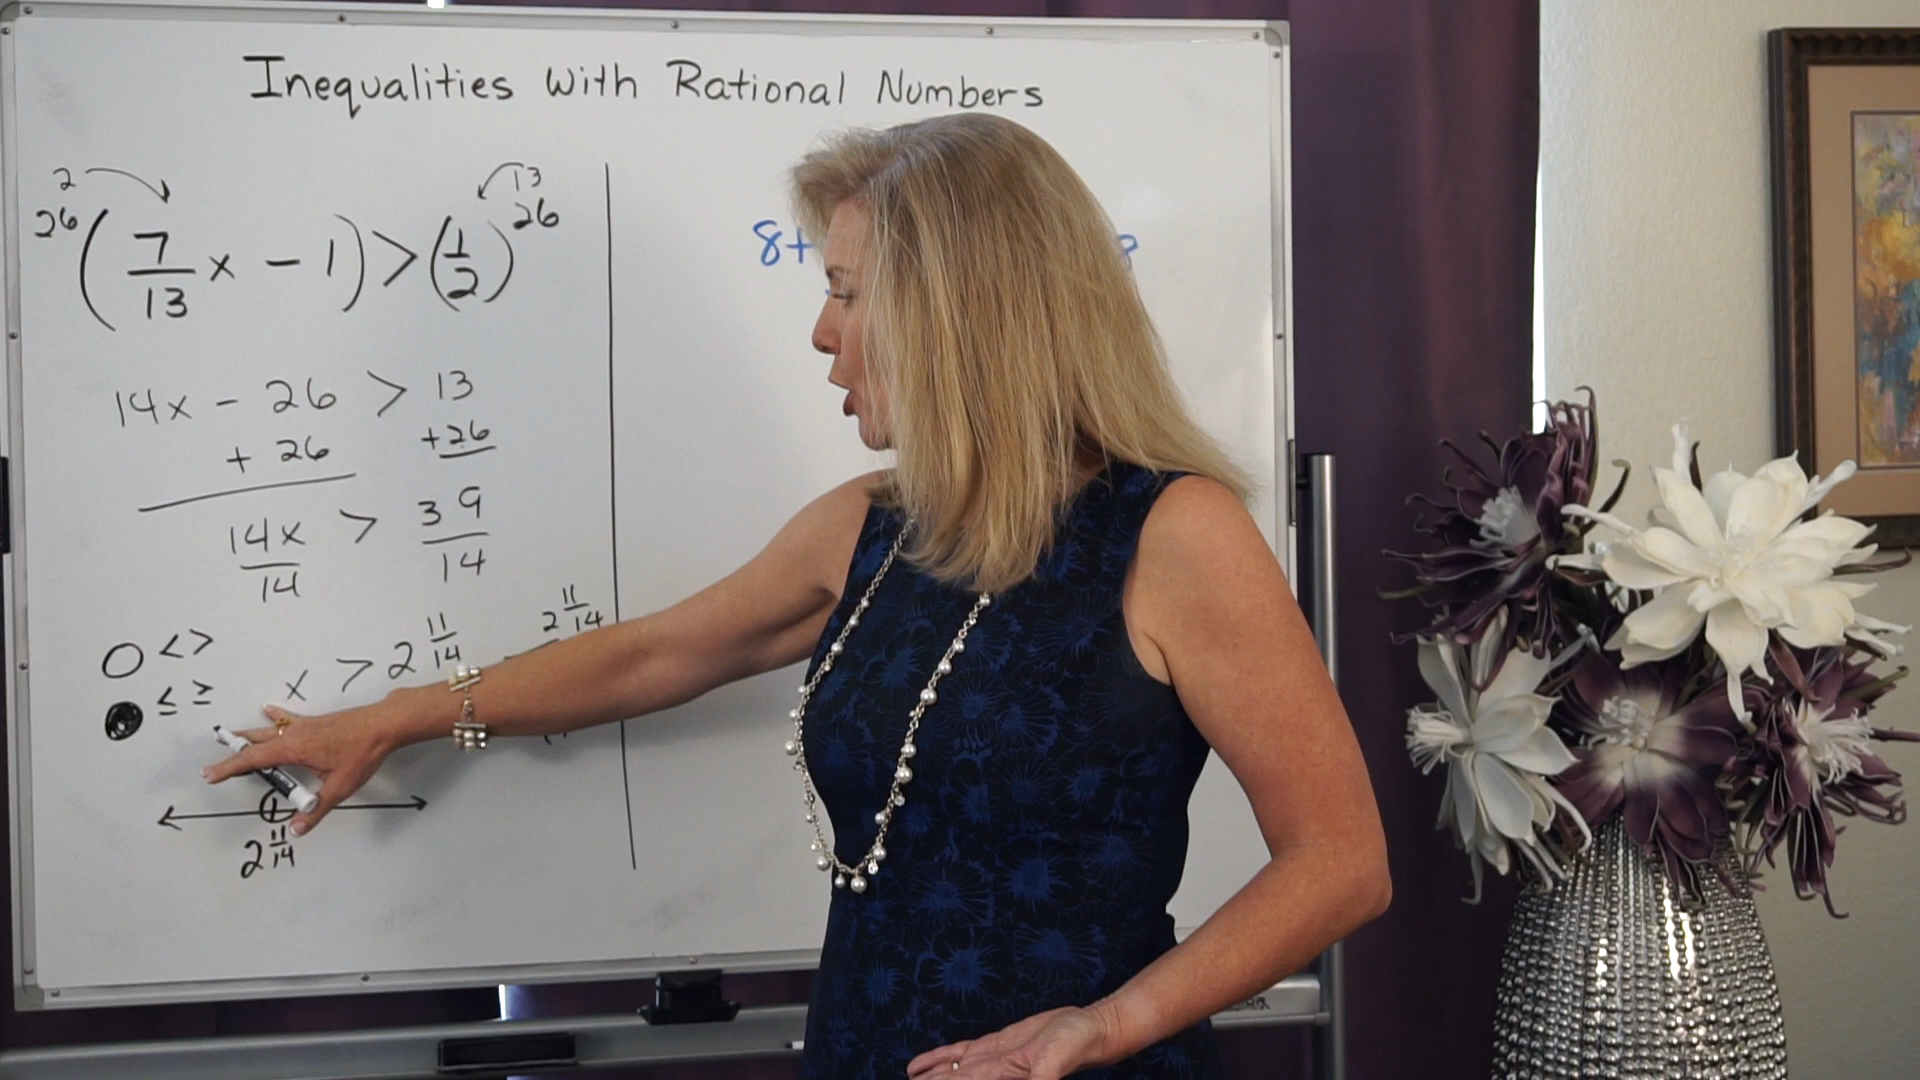 Inequalities with Rational Numbers
2 13
26 26
( 7/13 x - 1 ) > ( 1/2 )
14x - 26 > 13
+ 26 +26
14x > 39
14 14
< >
≤ ≥
x > 2 11/14
2 11/14
2 11/14
8+